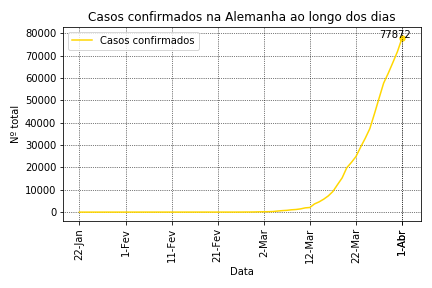 Casos confirmados na Alemanha ao longo dos dias
Casos confirmados
77872
80000
70000
60000
50000
40000
30000
20000
10000
0
Nº total
22-Jan
1-Fev
11-Fev
21-Fev
2-Mar
12-Mar
22-Mar
1-Abr
Data